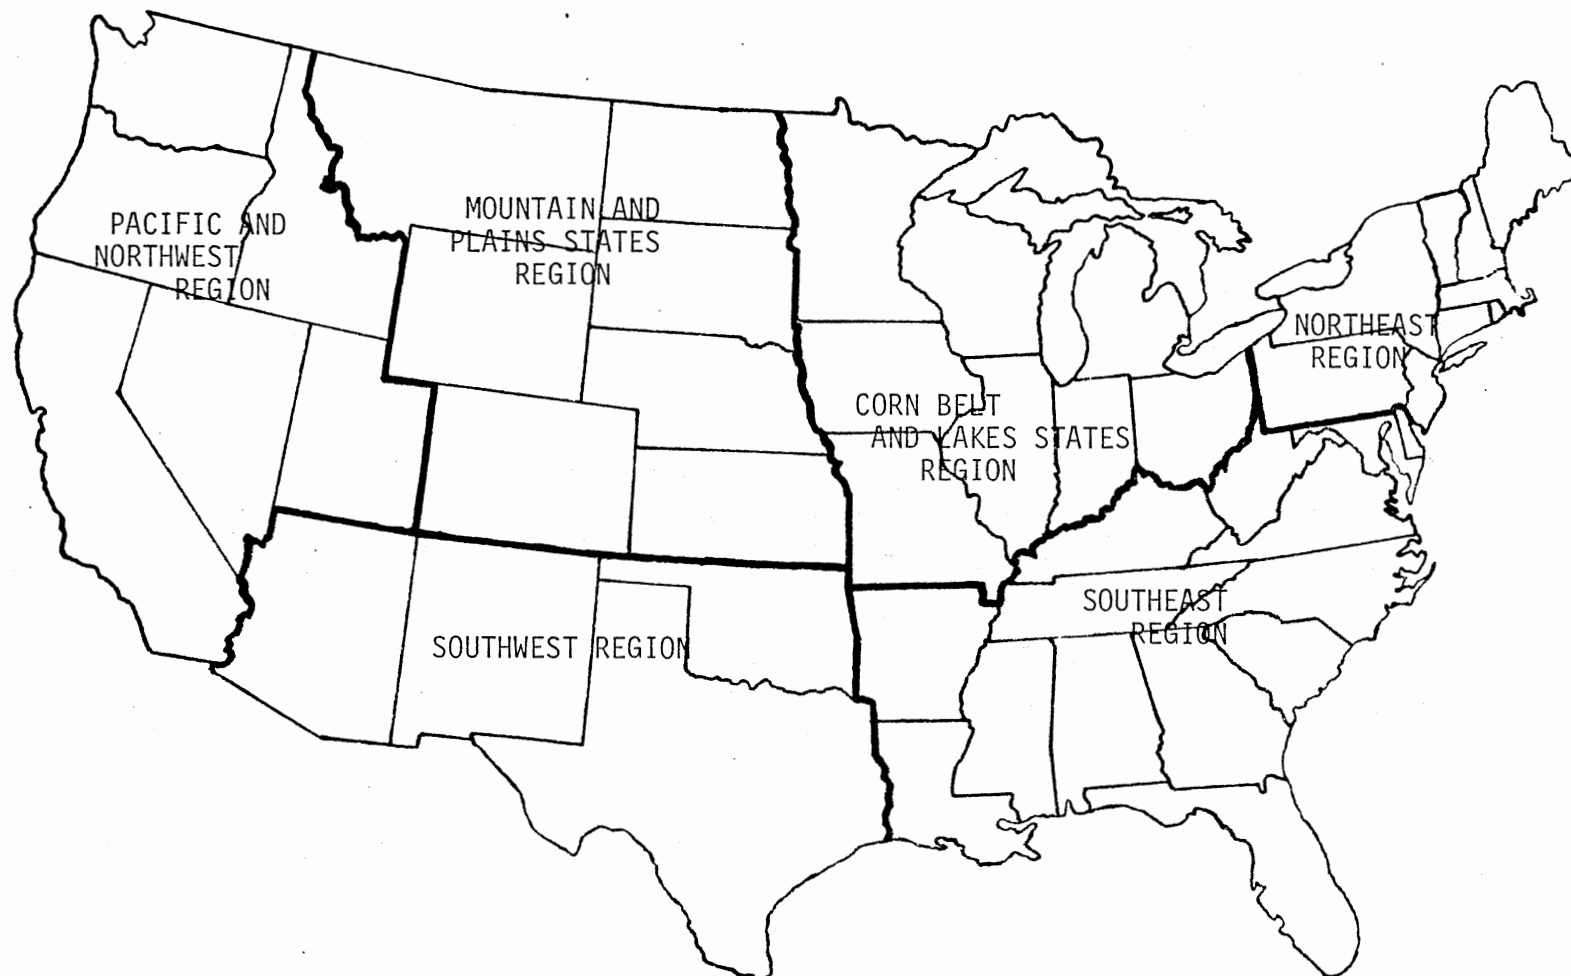 PACIFIC AND
NORTHWEST
REGION
MOUNTAIN AND
PLAINS STATES
REGION
CORN BELT
AND LAKES STATES
REGION
NORTHEAST
REGION
SOUTHWEST REGION
SOUTHEAST
REGION